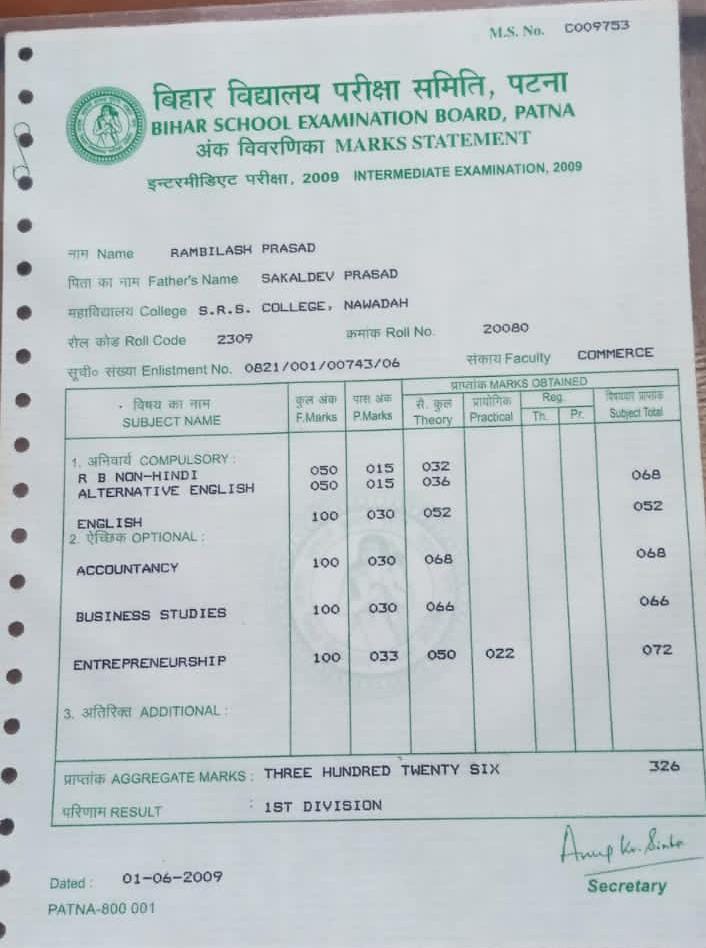 M.S. No. C009753
बिहार विद्यालय परीक्षा समिति, पटना
BIHAR SCHOOL EXAMINATION BOARD, PATNA
अंक विवरणिका MARKS STATEMENT
इन्टरमीडिएट परीक्षा, 2009 INTERMEDIATE EXAMINATION, 2009
नाम Name RAMBILASH PRASAD
पिता का नाम Father's Name SAKALDEV PRASAD
महाविद्यालय College S.R.S. COLLEGE, NAWADAH
रोल कोड Roll Code 2309 क्रमांक Roll No. 20080
सूची० संख्या Enlistment No. 0821/001/00743/06 संकाय Faculty COMMERCE
प्राप्तांक MARKS OBTAINED
विषय का नाम कुल अंक पास अंक सै. कुल प्रायोगिक Reg. विषयवार प्राप्तांक
SUBJECT NAME F.Marks P.Marks Theory Practical Th. Pr. Subject Total
1. अनिवार्य COMPULSORY :
R B NON-HINDI 050 015 032
ALTERNATIVE ENGLISH 050 015 036 068
ENGLISH 100 030 052 052
2. ऐच्छिक OPTIONAL :
ACCOUNTANCY 100 030 068 068
BUSINESS STUDIES 100 030 066 066
ENTREPRENEURSHIP 100 033 050 022 072
3. अतिरिक्त ADDITIONAL :
प्राप्तांक AGGREGATE MARKS : THREE HUNDRED TWENTY SIX 326
परिणाम RESULT : 1ST DIVISION
Anup Kr. Sinha
Secretary
Dated : 01-06-2009
PATNA-800 001